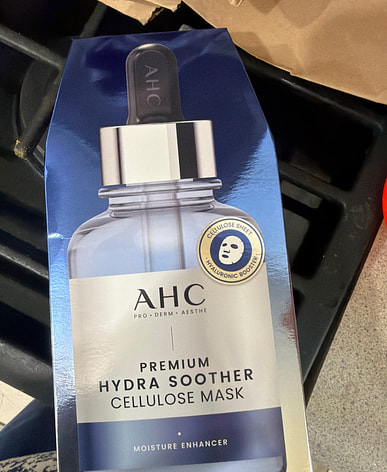 AHC
CELLULOSE SHEET
HYALURONIC BOOSTER
AHC
PRO • DERM • AESTHE
PREMIUM
HYDRA SOOTHER
CELLULOSE MASK
MOISTURE ENHANCER